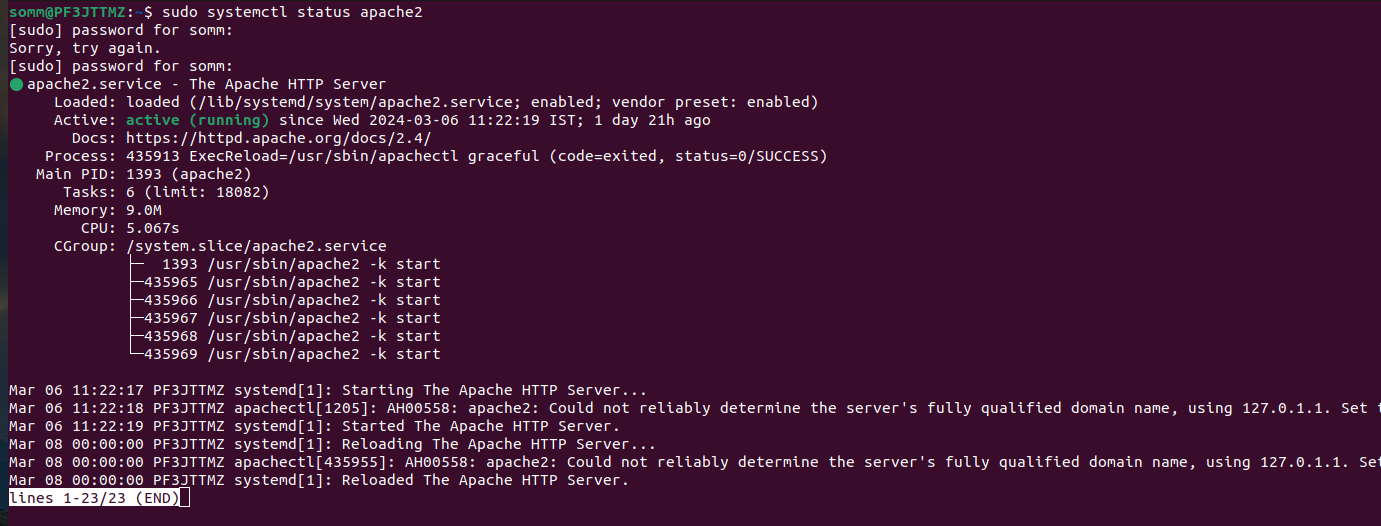 somm@PF3JTTMZ:~$ sudo systemctl status apache2
[sudo] password for somm:
Sorry, try again.
[sudo] password for somm:
● apache2.service - The Apache HTTP Server
     Loaded: loaded (/lib/systemd/system/apache2.service; enabled; vendor preset: enabled)
     Active: active (running) since Wed 2024-03-06 11:22:19 IST; 1 day 21h ago
       Docs: https://httpd.apache.org/docs/2.4/
    Process: 435913 ExecReload=/usr/sbin/apachectl graceful (code=exited, status=0/SUCCESS)
   Main PID: 1393 (apache2)
      Tasks: 6 (limit: 18082)
     Memory: 9.0M
        CPU: 5.067s
     CGroup: /system.slice/apache2.service
             ├─  1393 /usr/sbin/apache2 -k start
             ├─435965 /usr/sbin/apache2 -k start
             ├─435966 /usr/sbin/apache2 -k start
             ├─435967 /usr/sbin/apache2 -k start
             ├─435968 /usr/sbin/apache2 -k start
             └─435969 /usr/sbin/apache2 -k start
Mar 06 11:22:17 PF3JTTMZ systemd[1]: Starting The Apache HTTP Server...
Mar 06 11:22:18 PF3JTTMZ apachectl[1205]: AH00558: apache2: Could not reliably determine the server's fully qualified domain name, using 127.0.1.1. Set t
Mar 06 11:22:19 PF3JTTMZ systemd[1]: Started The Apache HTTP Server.
Mar 08 00:00:00 PF3JTTMZ systemd[1]: Reloading The Apache HTTP Server...
Mar 08 00:00:00 PF3JTTMZ apachectl[435955]: AH00558: apache2: Could not reliably determine the server's fully qualified domain name, using 127.0.1.1. Set
Mar 08 00:00:00 PF3JTTMZ systemd[1]: Reloaded The Apache HTTP Server.
lines 1-23/23 (END)